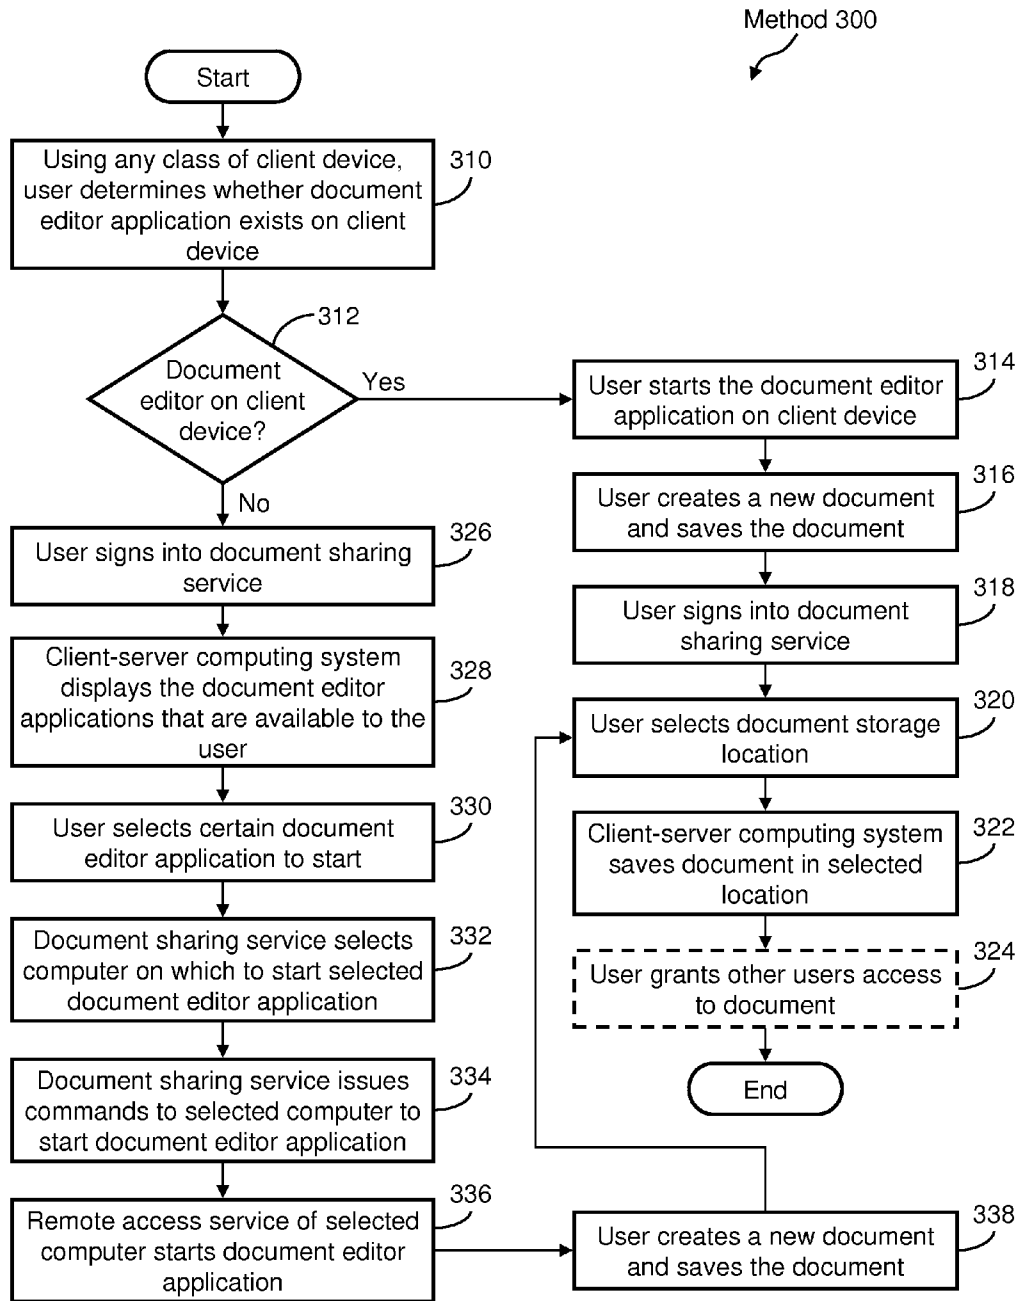 Method 300
Start
Using any class of client device,
user determines whether document
editor application exists on client
device
310
312
Document
editor on client
device?
Yes
No
User signs into document sharing
service
326
Client-server computing system
displays the document editor
applications that are available to the
user
328
User selects certain document
editor application to start
330
Document sharing service selects
computer on which to start selected
document editor application
332
Document sharing service issues
commands to selected computer to
start document editor application
334
Remote access service of selected
computer starts document editor
application
336
User starts the document editor
application on client device
314
User creates a new document
and saves the document
316
User signs into document
sharing service
318
User selects document storage
location
320
Client-server computing system
saves document in selected
location
322
User grants other users access
to document
324
End
User creates a new document
and saves the document
338